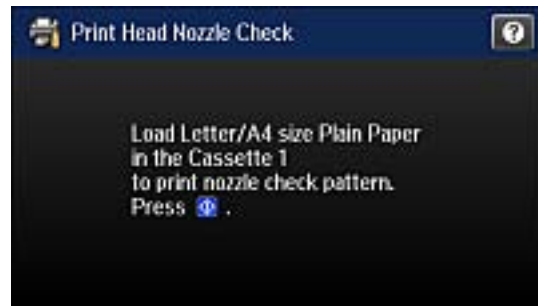 Print Head Nozzle Check
?
Load Letter/A4 size Plain Paper
in the Cassette 1
to print nozzle check pattern.
Press .